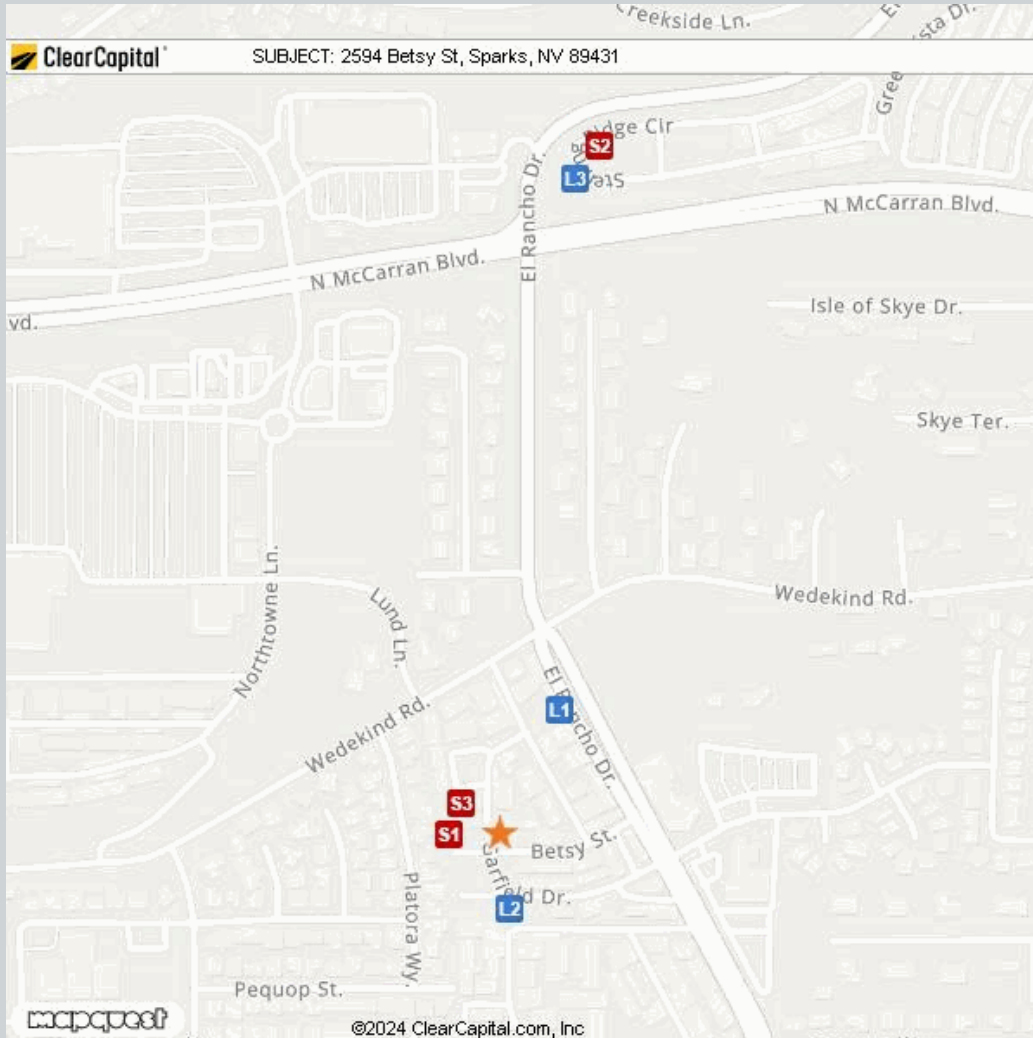 Creekside Ln.
ClearCapital
SUBJECT: 2594 Betsy St, Sparks, NV 89431
El Rancho Dr.
S2
L3
N McCarran Blvd.
N McCarran Blvd.
vd.
Isle of Skye Dr.
Skye Ter.
Northtowne Ln.
Lund Ln.
Wedekind Rd.
Wedekind Rd.
El Rancho Dr.
L1
S3
S1
Betsy St.
L2
Platora Wy.
Pequop St.
mapquest
©2024 ClearCapital.com, Inc